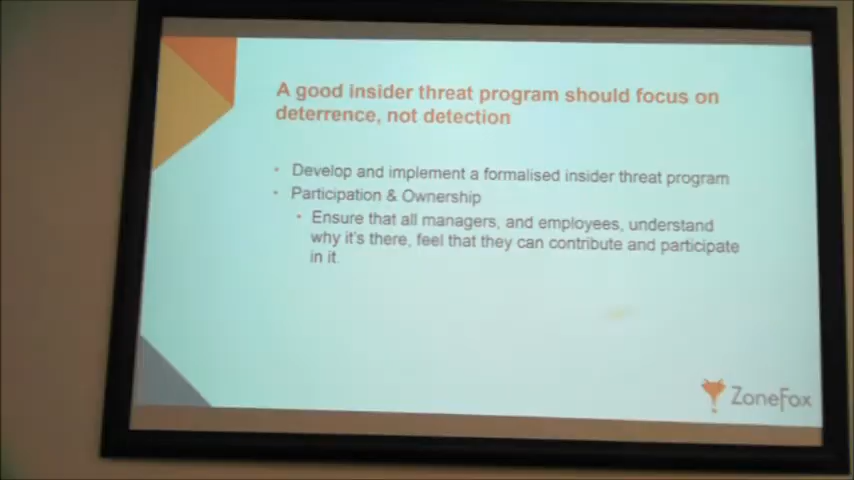 A good insider threat program should focus on
deterrence, not detection
• Develop and implement a formalised insider threat program
• Participation & Ownership
• Ensure that all managers, and employees, understand
why it's there, feel that they can contribute and participate
in it.
ZoneFox